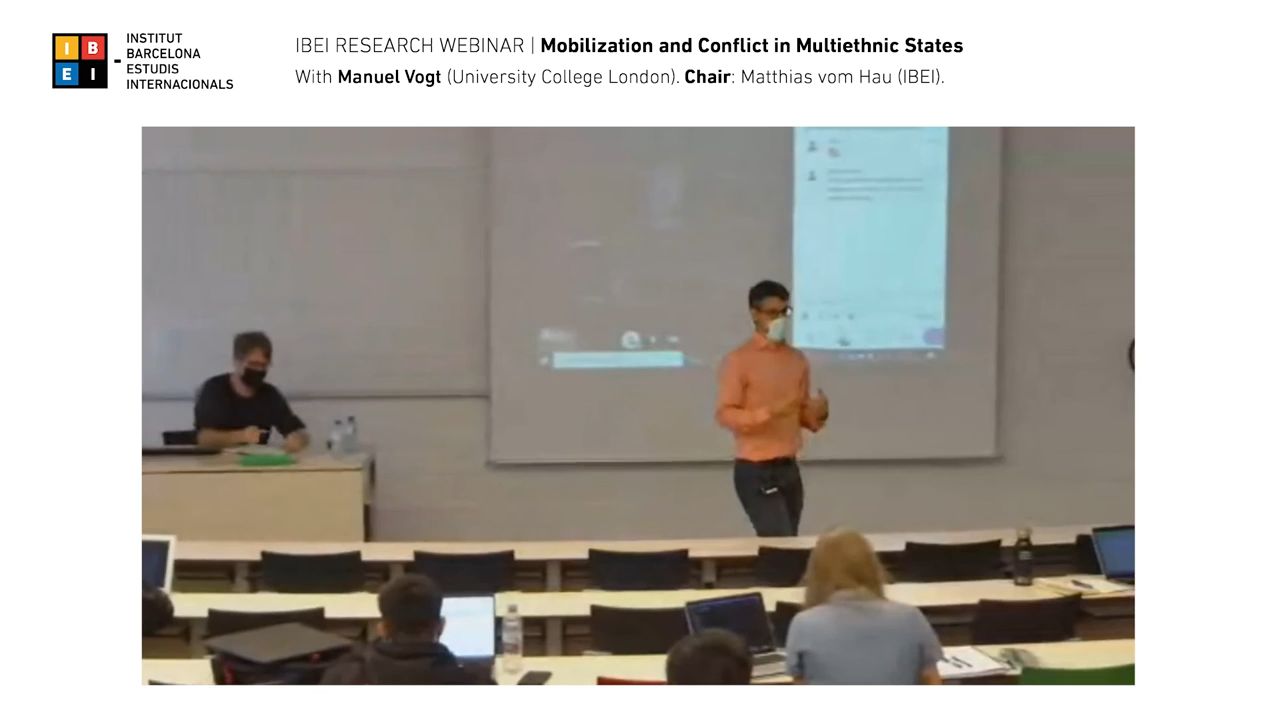 I B
E I
INSTITUT
BARCELONA
ESTUDIS
INTERNACIONALS
IBEI RESEARCH WEBINAR | Mobilization and Conflict in Multiethnic States
With Manuel Vogt (University College London). Chair: Matthias vom Hau (IBEI).